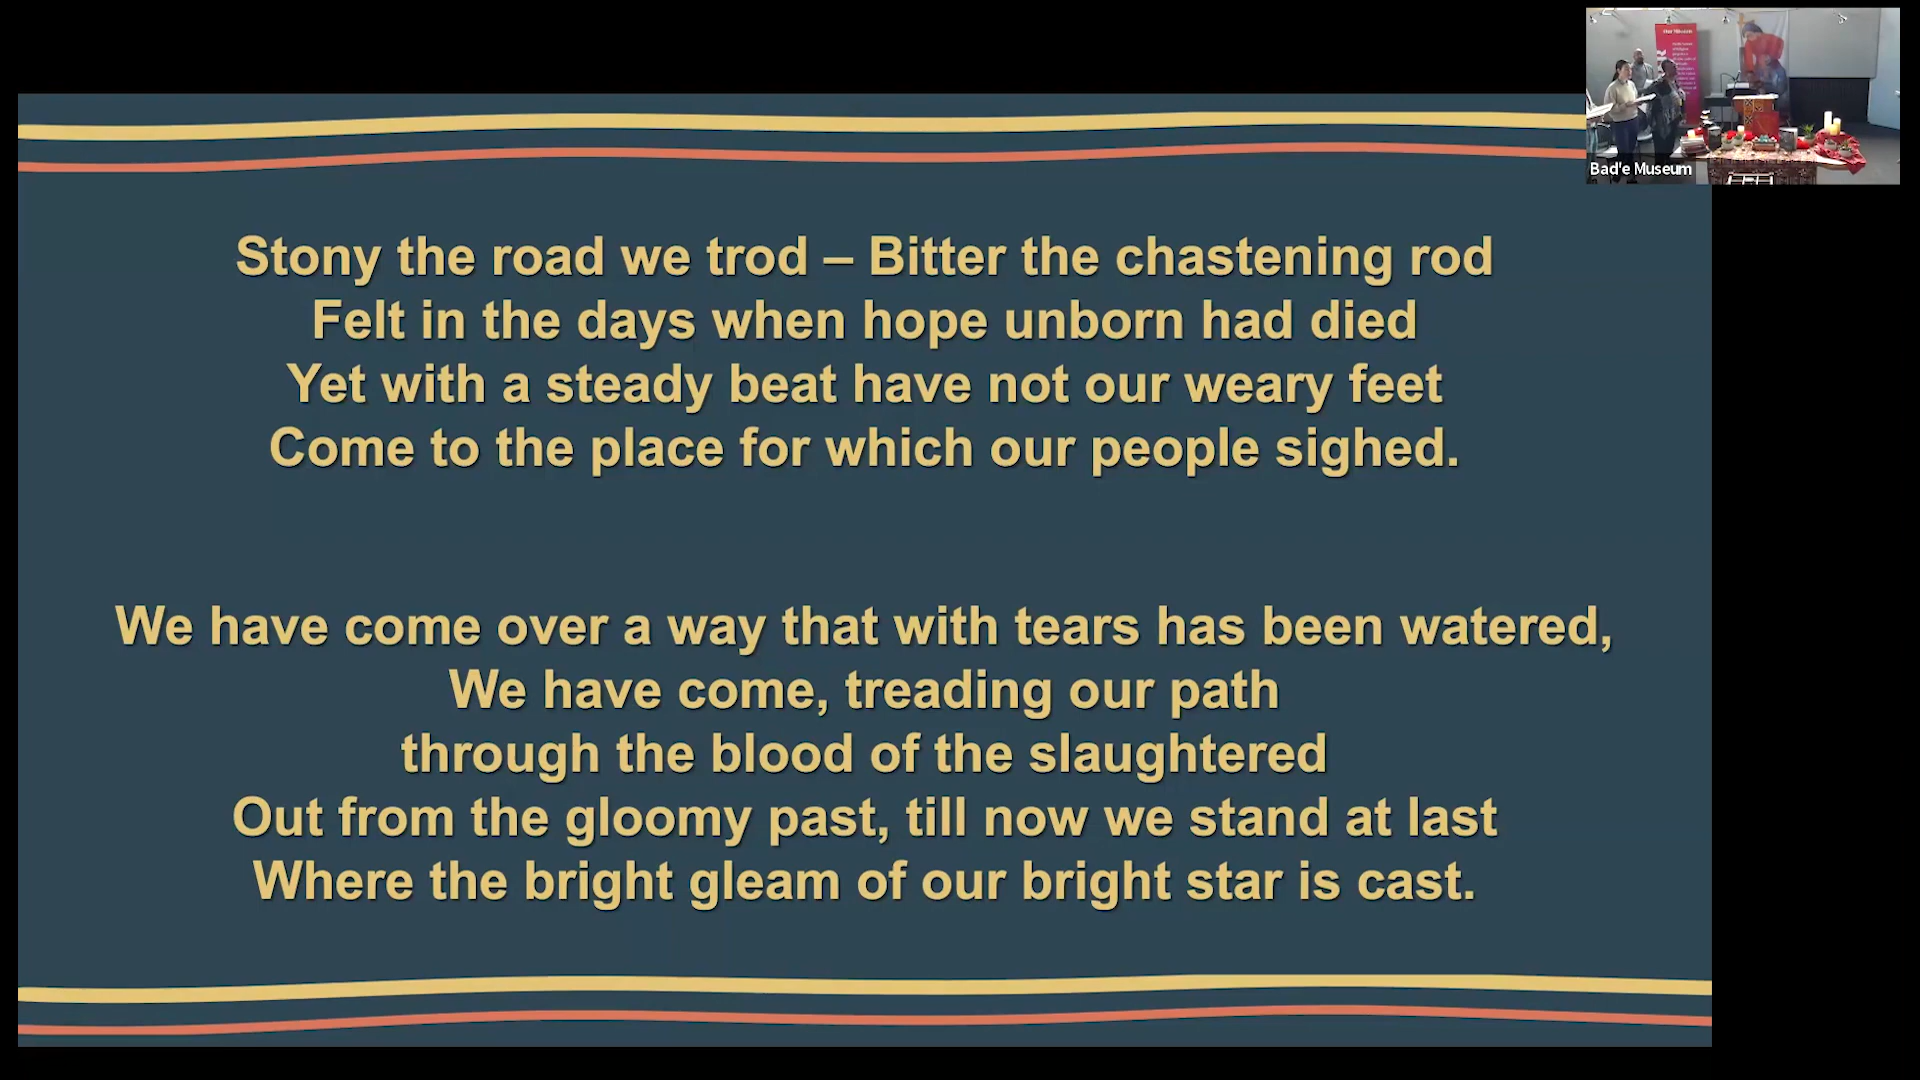 Stony the road we trod – Bitter the chastening rod
Felt in the days when hope unborn had died
Yet with a steady beat have not our weary feet
Come to the place for which our people sighed.
We have come over a way that with tears has been watered,
We have come, treading our path
through the blood of the slaughtered
Out from the gloomy past, till now we stand at last
Where the bright gleam of our bright star is cast.
Our Mission
Bad'e Museum